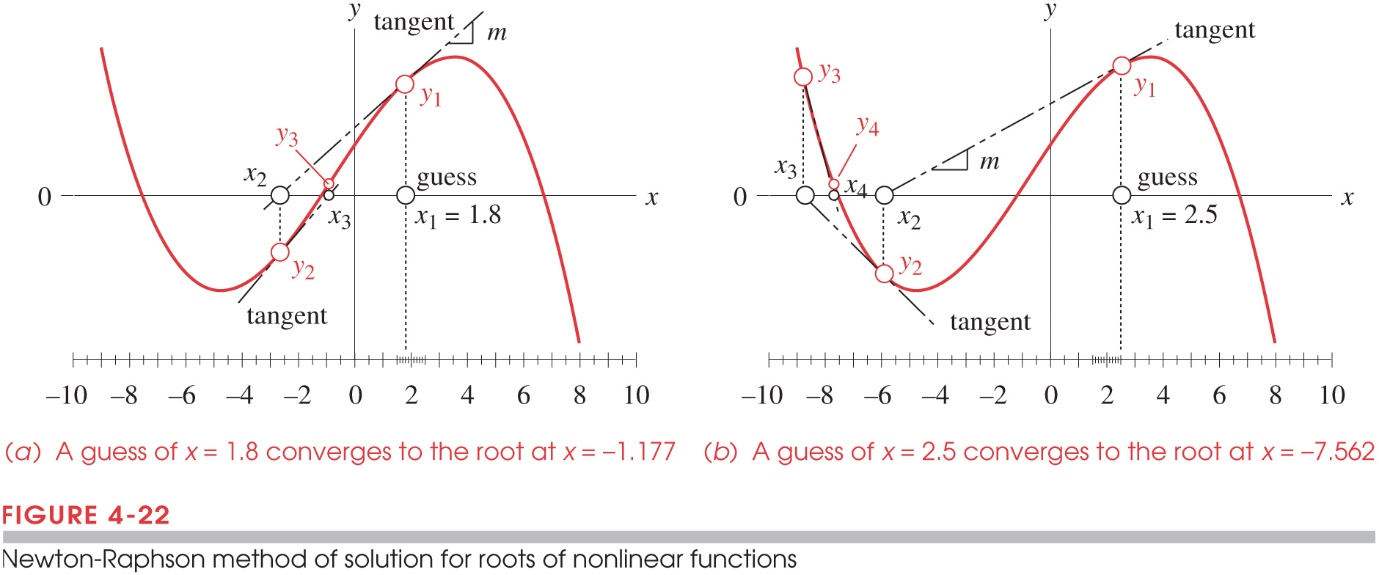 y
tangent
m
y1
y3
x2
guess
0
x
x3
x1 = 1.8
y2
tangent
–10 –8 –6 –4 –2 0 2 4 6 8 10
(a) A guess of x = 1.8 converges to the root at x = –1.177
y
tangent
y3
y1
y4
m
x3
x4
guess
0
x
x2
x1 = 2.5
y2
tangent
–10 –8 –6 –4 –2 0 2 4 6 8 10
(b) A guess of x = 2.5 converges to the root at x = –7.562
FIGURE 4-22
Newton-Raphson method of solution for roots of nonlinear functions